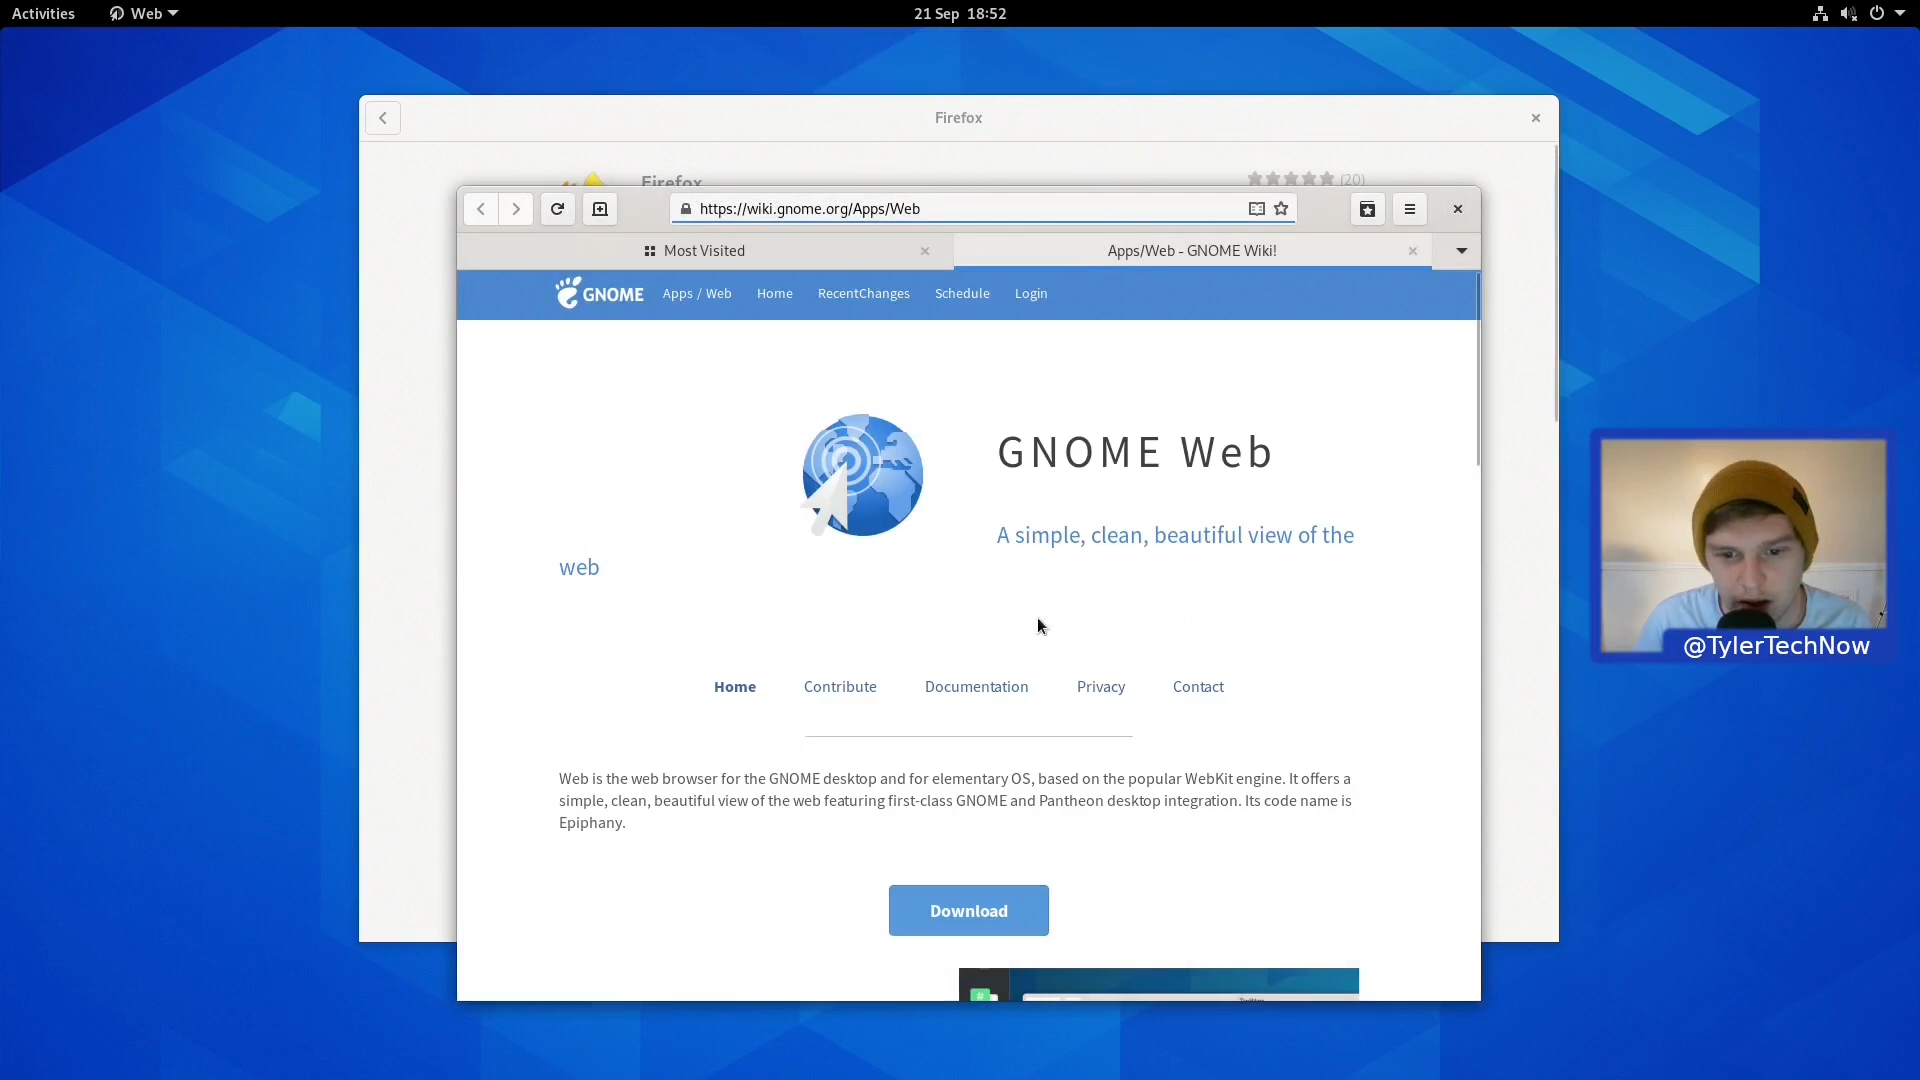 Activities
Web
21 Sep 18:52
Firefox
Firefox
(20)
https://wiki.gnome.org/Apps/Web
Most Visited
Apps/Web - GNOME Wiki!
GNOME
Apps / Web
Home
RecentChanges
Schedule
Login
GNOME Web
A simple, clean, beautiful view of the
web
@TylerTechNow
Home
Contribute
Documentation
Privacy
Contact
Web is the web browser for the GNOME desktop and for elementary OS, based on the popular WebKit engine. It offers a
simple, clean, beautiful view of the web featuring first-class GNOME and Pantheon desktop integration. Its code name is
Epiphany.
Download